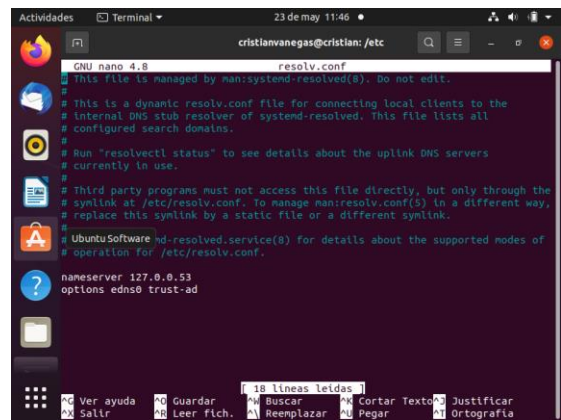 Actividades Terminal 23 de may 11:46
cristianvanegas@cristian: /etc
GNU nano 4.8 resolv.conf
# This file is managed by man:systemd-resolved(8). Do not edit.
#
# This is a dynamic resolv.conf file for connecting local clients to the
# internal DNS stub resolver of systemd-resolved. This file lists all
# configured search domains.
#
# Run "resolvectl status" to see details about the uplink DNS servers
# currently in use.
#
# Third party programs must not access this file directly, but only through the
# symlink at /etc/resolv.conf. To manage man:resolv.conf(5) in a different way,
# replace this symlink by a static file or a different symlink.
#
Ubuntu Software
md-resolved.service(8) for details about the supported modes of
# operation for /etc/resolv.conf.
nameserver 127.0.0.53
options edns0 trust-ad
[ 18 líneas leídas ]
^G Ver ayuda ^O Guardar ^W Buscar ^K Cortar Texto ^J Justificar
^X Salir ^R Leer fich. ^\ Reemplazar ^U Pegar ^T Ortografía